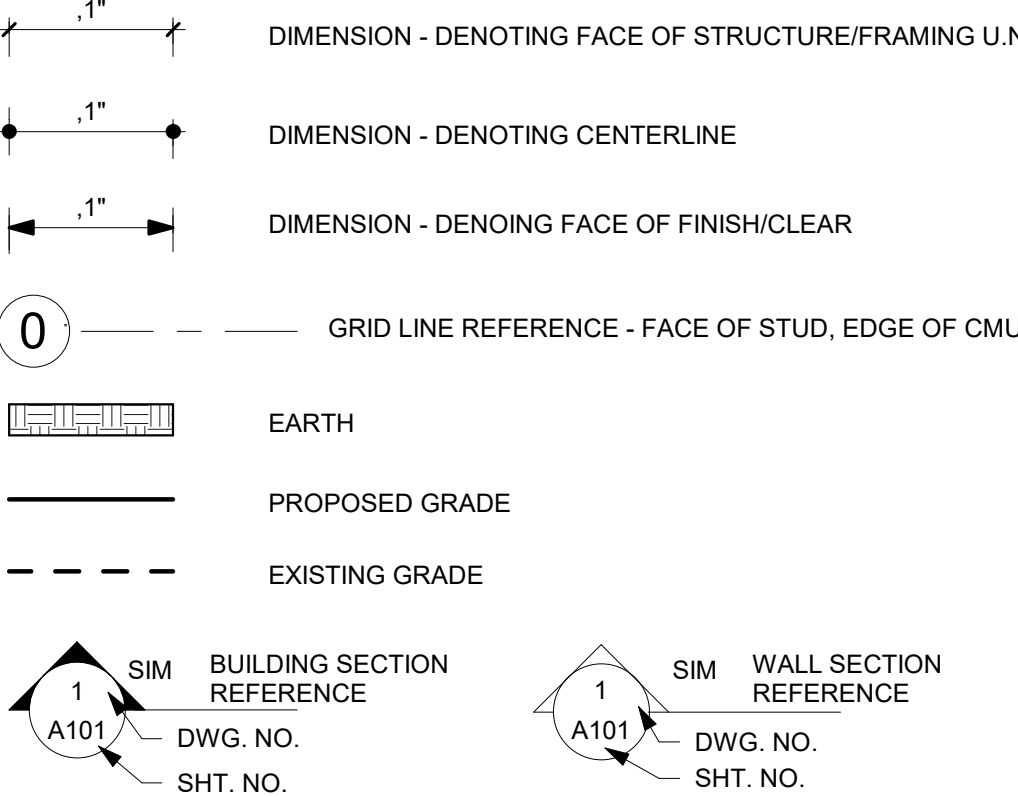 ,1"
DIMENSION - DENOTING FACE OF STRUCTURE/FRAMING U.N
,1"
DIMENSION - DENOTING CENTERLINE
,1"
DIMENSION - DENOING FACE OF FINISH/CLEAR
0
GRID LINE REFERENCE - FACE OF STUD, EDGE OF CMU
EARTH
PROPOSED GRADE
EXISTING GRADE
1
A101
SIM
BUILDING SECTION
REFERENCE
DWG. NO.
SHT. NO.
1
A101
SIM
WALL SECTION
REFERENCE
DWG. NO.
SHT. NO.